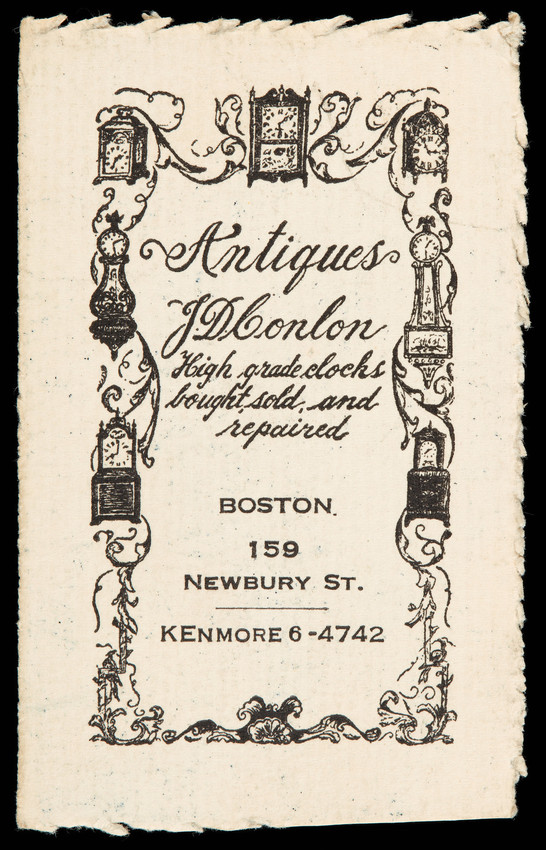 Antiques
J D Conlon
High grade clocks
bought, sold, and
repaired
BOSTON.
159
NEWBURY ST.
KENMORE 6-4742